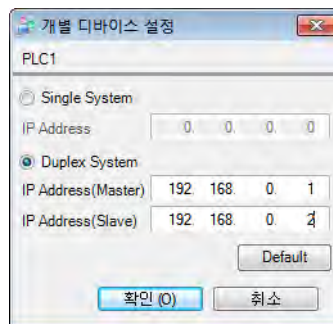 개별 디바이스 설정
PLC1
Single System
IP Address 0. 0. 0. 0
Duplex System
IP Address(Master) 192. 168. 0. 1
IP Address(Slave) 192. 168. 0. 2
Default
확인 (O) 취소